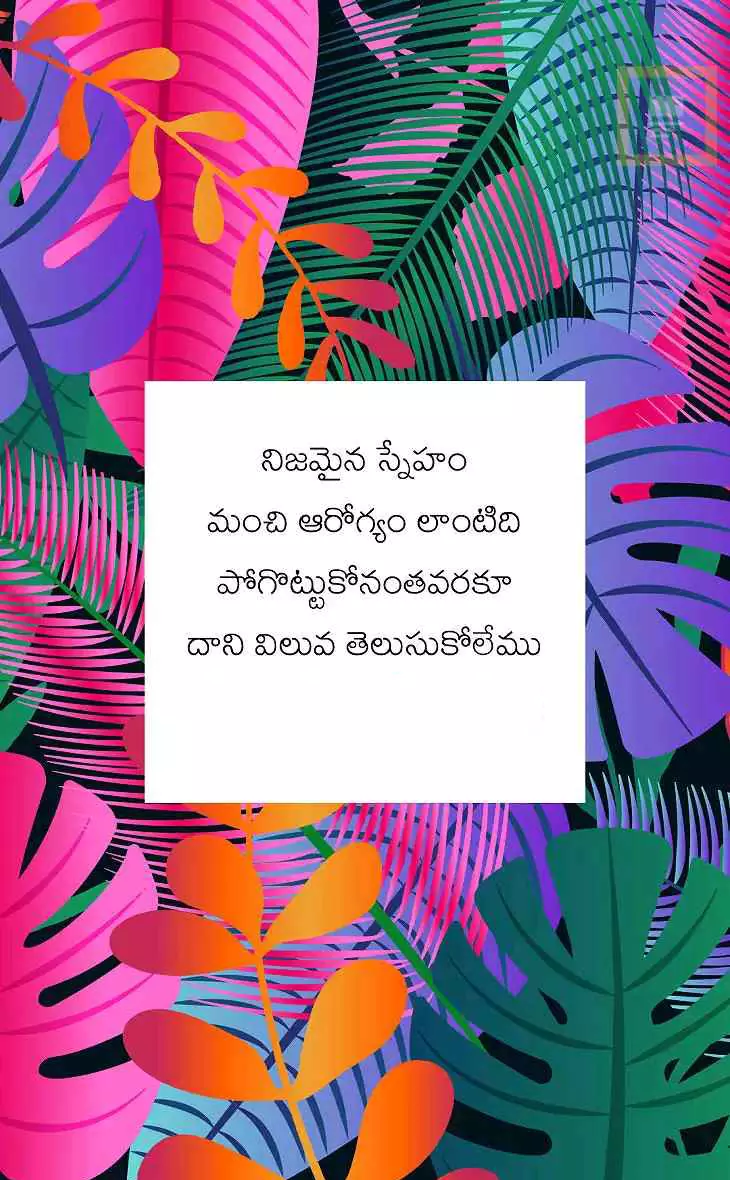 నిజమైన స్నేహం
మంచి ఆరోగ్యం లాంటిది
పోగొట్టుకోనంతవరకూ
దాని విలువ తెలుసుకోలేము